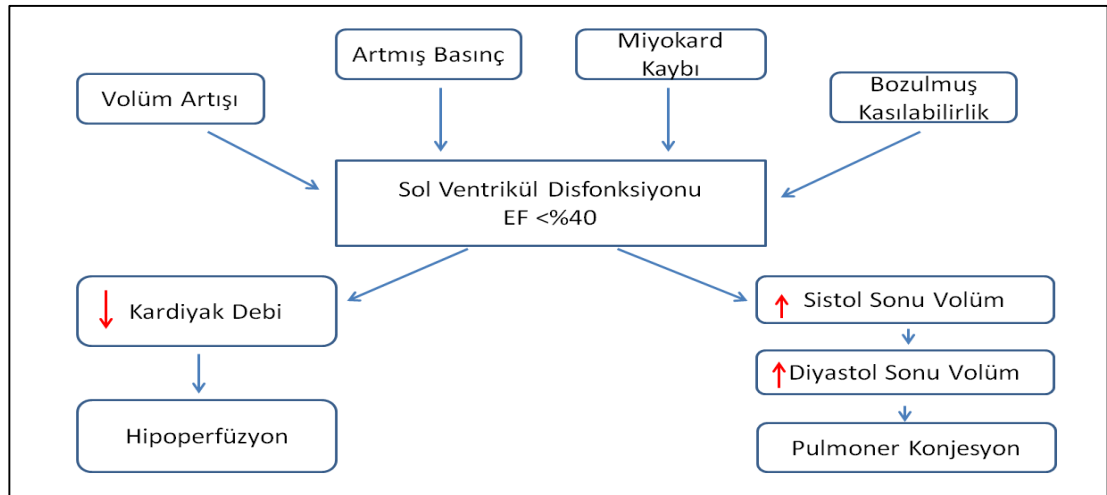 Volüm Artışı
Artmış Basınç
Miyokard
Kaybı
Bozulmuş
Kasılabilirlik
Sol Ventrikül Disfonksiyonu
EF <%40
Kardiyak Debi
Hipoperfüzyon
Sistol Sonu Volüm
Diyastol Sonu Volüm
Pulmoner Konjesyon